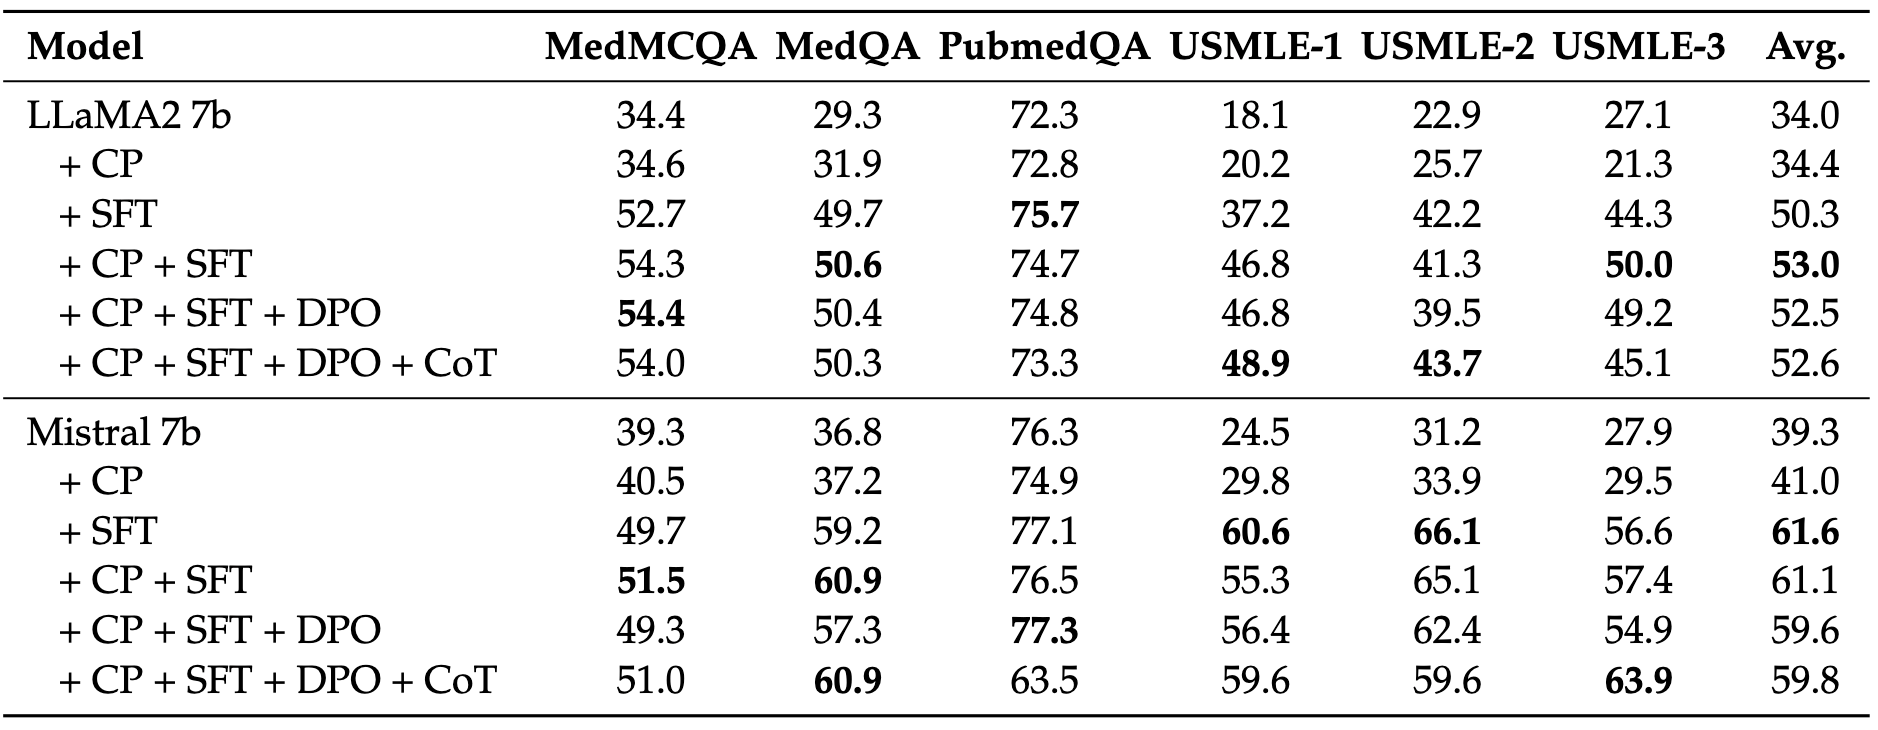 Model MedMCQA MedQA PubmedQA USMLE-1 USMLE-2 USMLE-3 Avg.
LLaMA2 7b 34.4 29.3 72.3 18.1 22.9 27.1 34.0
+ CP 34.6 31.9 72.8 20.2 25.7 21.3 34.4
+ SFT 52.7 49.7 75.7 37.2 42.2 44.3 50.3
+ CP + SFT 54.3 50.6 74.7 46.8 41.3 50.0 53.0
+ CP + SFT + DPO 54.4 50.4 74.8 46.8 39.5 49.2 52.5
+ CP + SFT + DPO + CoT 54.0 50.3 73.3 48.9 43.7 45.1 52.6
Mistral 7b 39.3 36.8 76.3 24.5 31.2 27.9 39.3
+ CP 40.5 37.2 74.9 29.8 33.9 29.5 41.0
+ SFT 49.7 59.2 77.1 60.6 66.1 56.6 61.6
+ CP + SFT 51.5 60.9 76.5 55.3 65.1 57.4 61.1
+ CP + SFT + DPO 49.3 57.3 77.3 56.4 62.4 54.9 59.6
+ CP + SFT + DPO + CoT 51.0 60.9 63.5 59.6 59.6 63.9 59.8